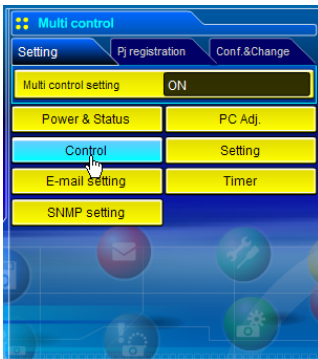 Multi control
Setting Pj registration Conf.&Change
Multi control setting ON
Power & Status PC Adj.
Control Setting
E-mail setting Timer
SNMP setting